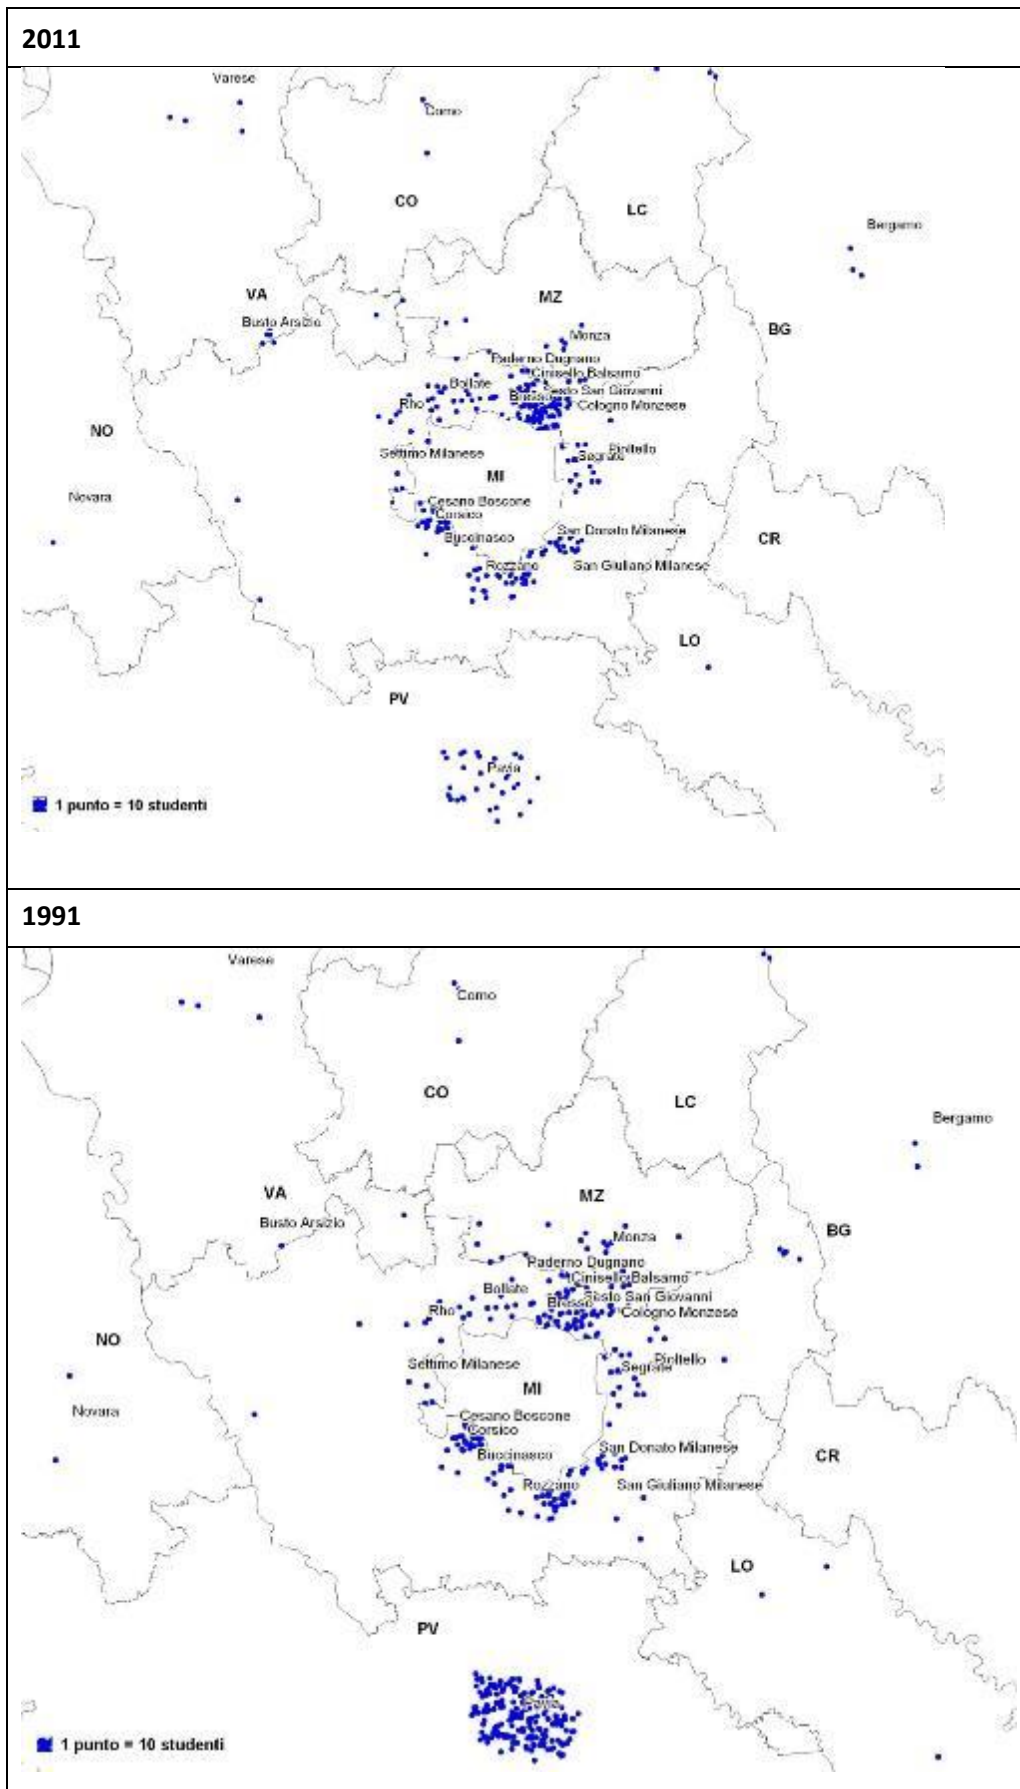 2011
Varese
Como
CO
LC
Bergamo
VA
MZ
Busto Arsizio
BG
Monza
Paderno Dugnano
Cinisello Balsamo
Bollate
Sesto San Giovanni
Bresso
Rho
Cologno Monzese
NO
Settimo Milanese
Pioltello
Segrate
MI
Novara
Cesano Boscone
Corsico
San Donato Milanese
Buccinasco
CR
Rozzano
San Giuliano Milanese
LO
PV
Pavia
1 punto = 10 studenti
1991
Varese
Como
CO
LC
Bergamo
VA
MZ
Busto Arsizio
BG
Monza
Paderno Dugnano
Cinisello Balsamo
Bollate
Sesto San Giovanni
Bresso
Rho
Cologno Monzese
NO
Settimo Milanese
Pioltello
Segrate
MI
Novara
Cesano Boscone
Corsico
San Donato Milanese
Buccinasco
CR
Rozzano
San Giuliano Milanese
LO
PV
Pavia
1 punto = 10 studenti